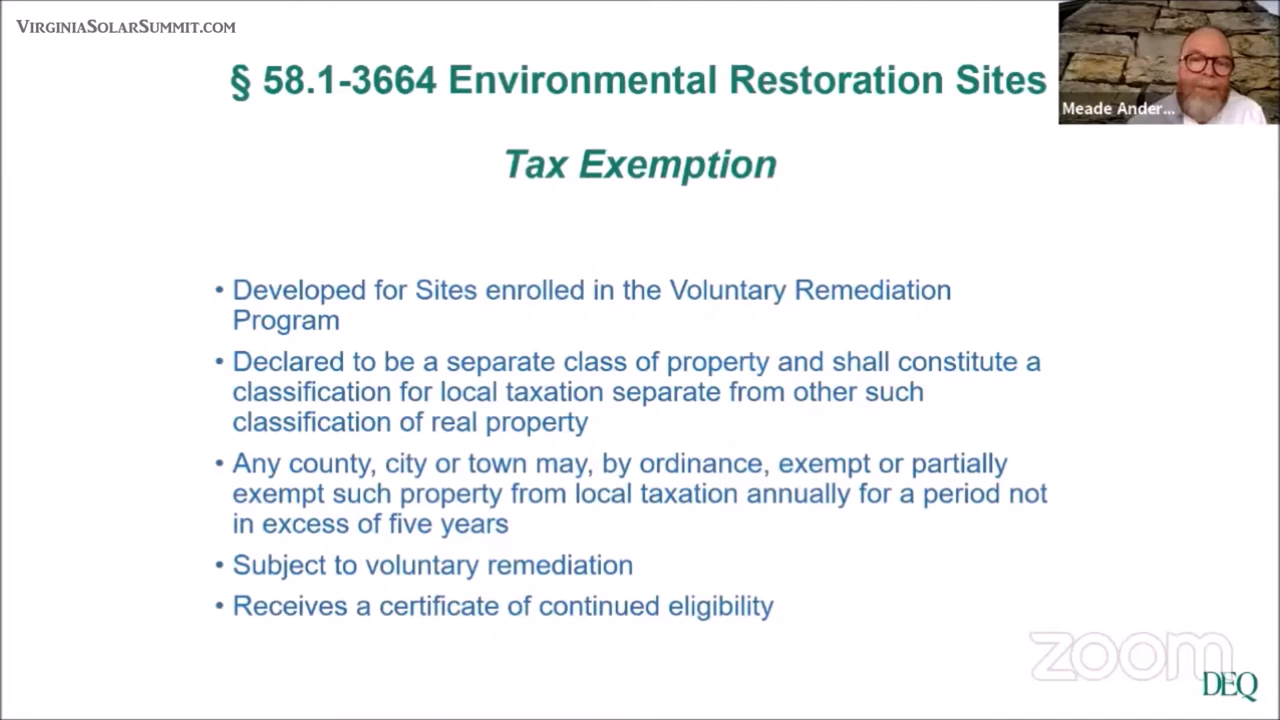 VIRGINIASOLARSUMMIT.COM
§ 58.1-3664 Environmental Restoration Sites
Meade Ander...
Tax Exemption
• Developed for Sites enrolled in the Voluntary Remediation
Program
• Declared to be a separate class of property and shall constitute a
classification for local taxation separate from other such
classification of real property
• Any county, city or town may, by ordinance, exempt or partially
exempt such property from local taxation annually for a period not
in excess of five years
• Subject to voluntary remediation
• Receives a certificate of continued eligibility
zoom
DEQ